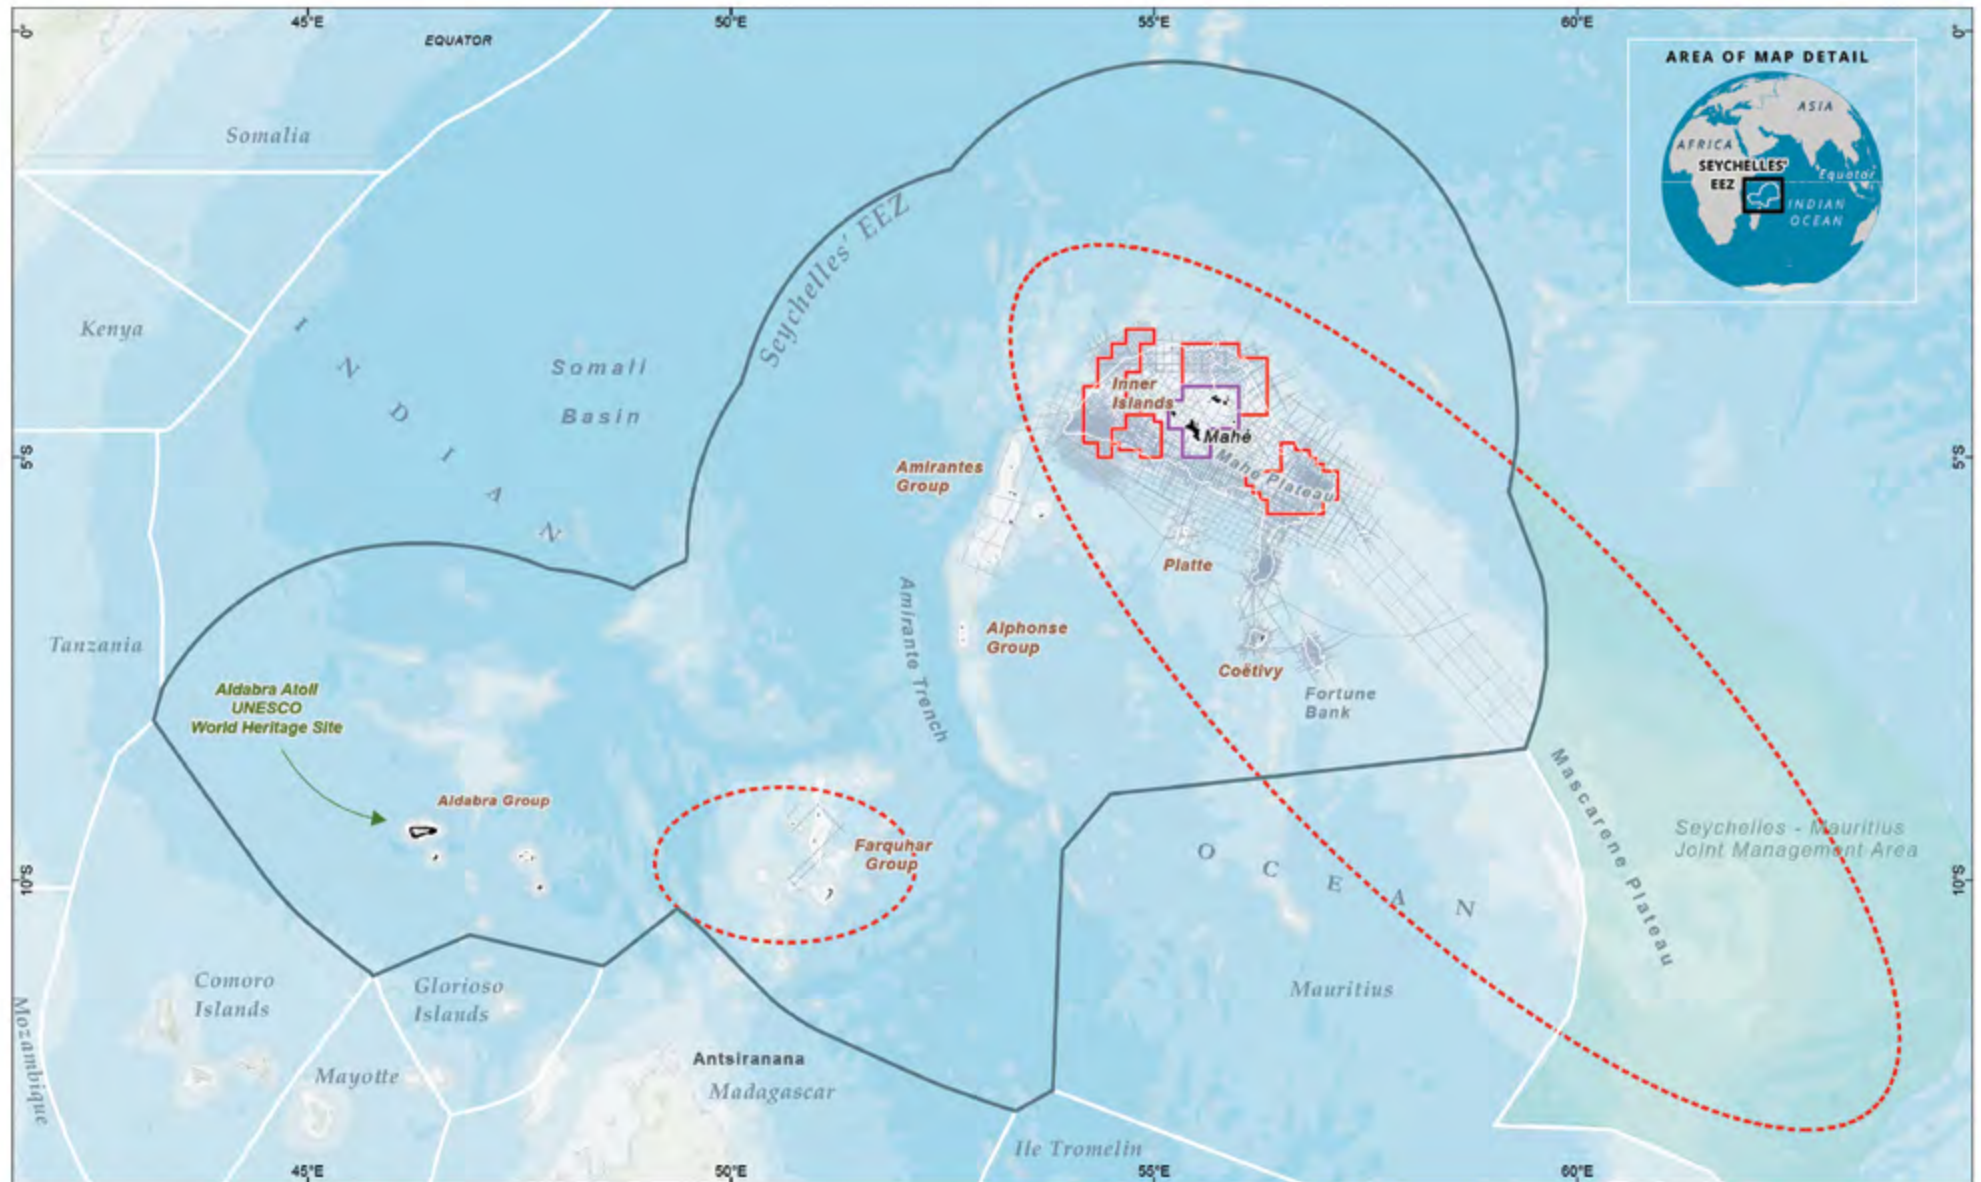 45°E
50°E
55°E
60°E
0°
0°
EQUATOR
AREA OF MAP DETAIL
ASIA
AFRICA
SEYCHELLES'
EEZ
Equator
INDIAN
OCEAN
Somalia
Seychelles' EEZ
Kenya
INDIAN
Somali
Basin
Inner
Islands
Mahé
Mahé Plateau
5°S
5°S
Amirantes
Group
Platte
Amirante Trench
Alphonse
Group
Tanzania
Coëtivy
Fortune
Bank
Aldabra Atoll
UNESCO
World Heritage Site
Aldabra Group
Mascarene Plateau
Seychelles - Mauritius
Joint Management Area
Farquhar
Group
OCEAN
10°S
10°S
Comoro
Islands
Glorioso
Islands
Mauritius
Mozambique
Mayotte
Antsiranana
Madagascar
Ile Tromelin
45°E
50°E
55°E
60°E